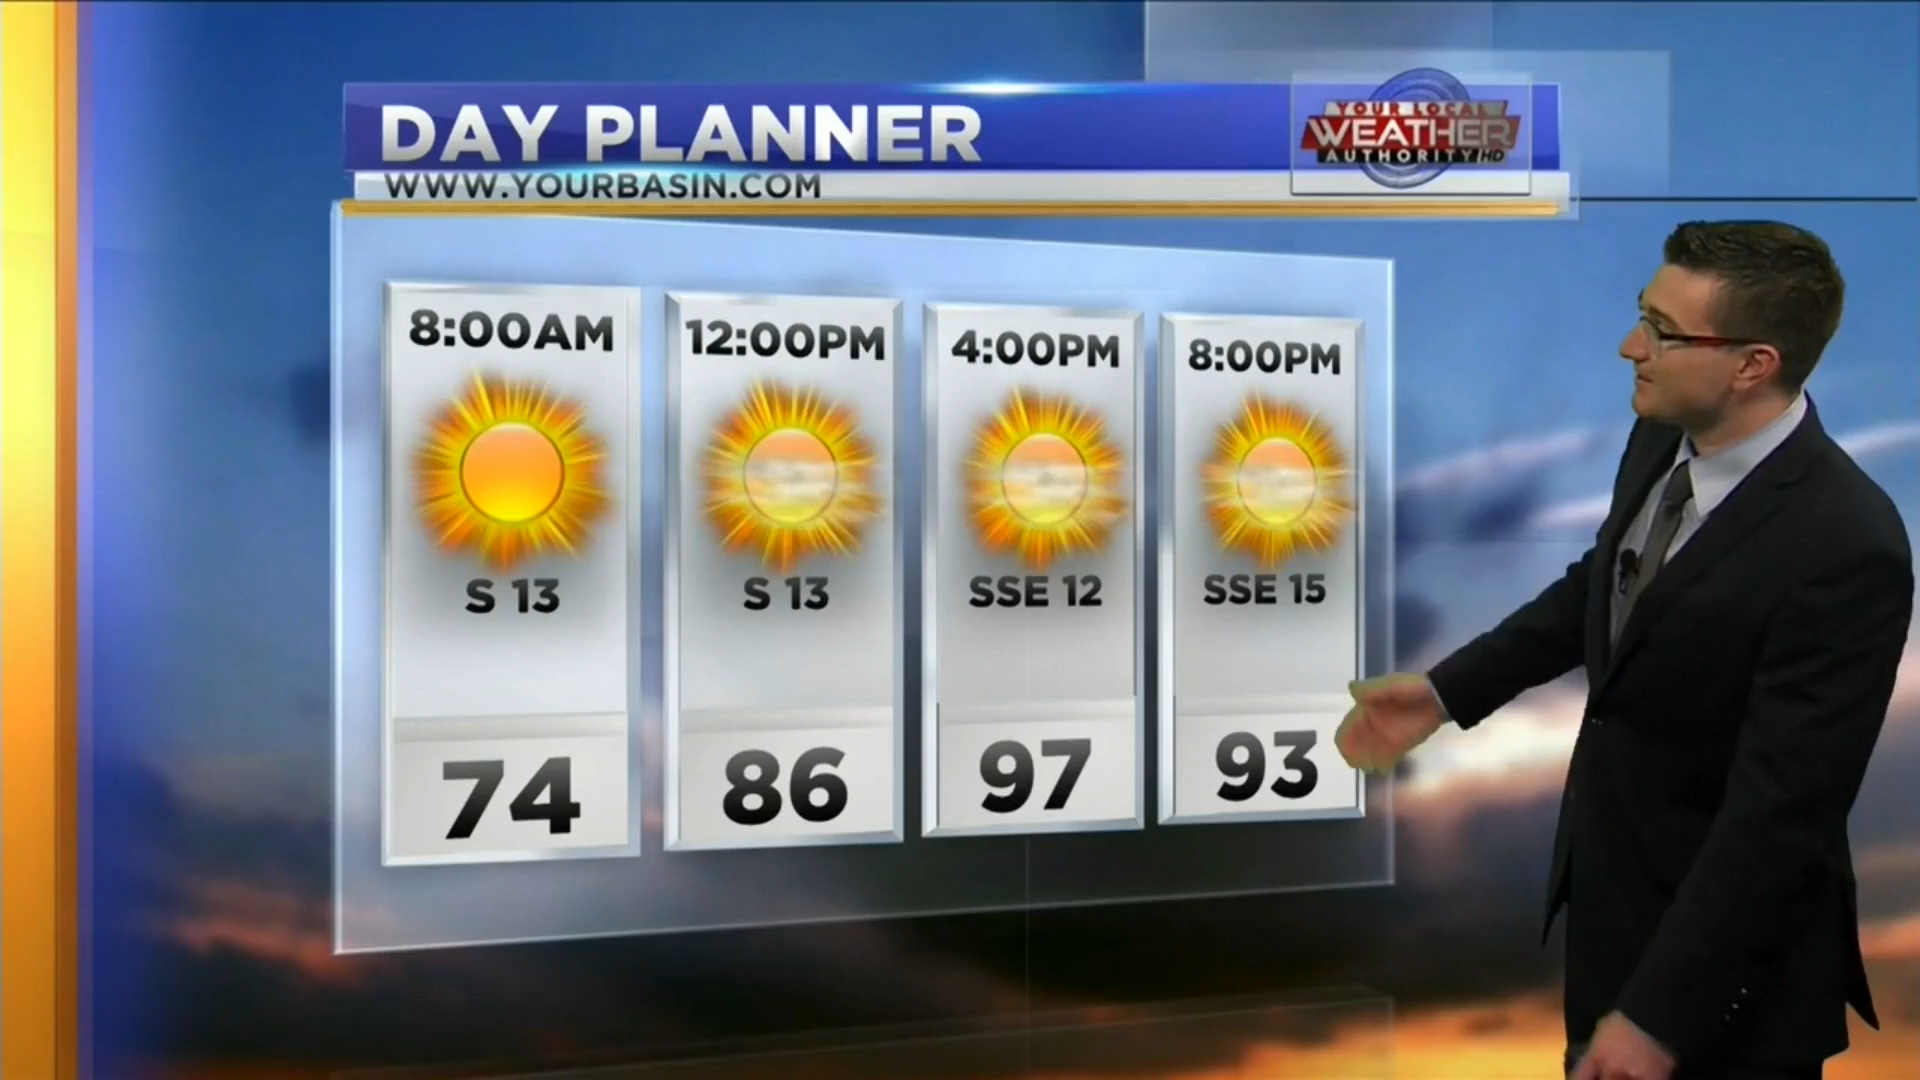 DAY PLANNER
WWW.YOURBASIN.COM
YOUR LOCAL
WEATHER
AUTHORITY HD
8:00AM
S 13
74
12:00PM
S 13
86
4:00PM
SSE 12
97
8:00PM
SSE 15
93